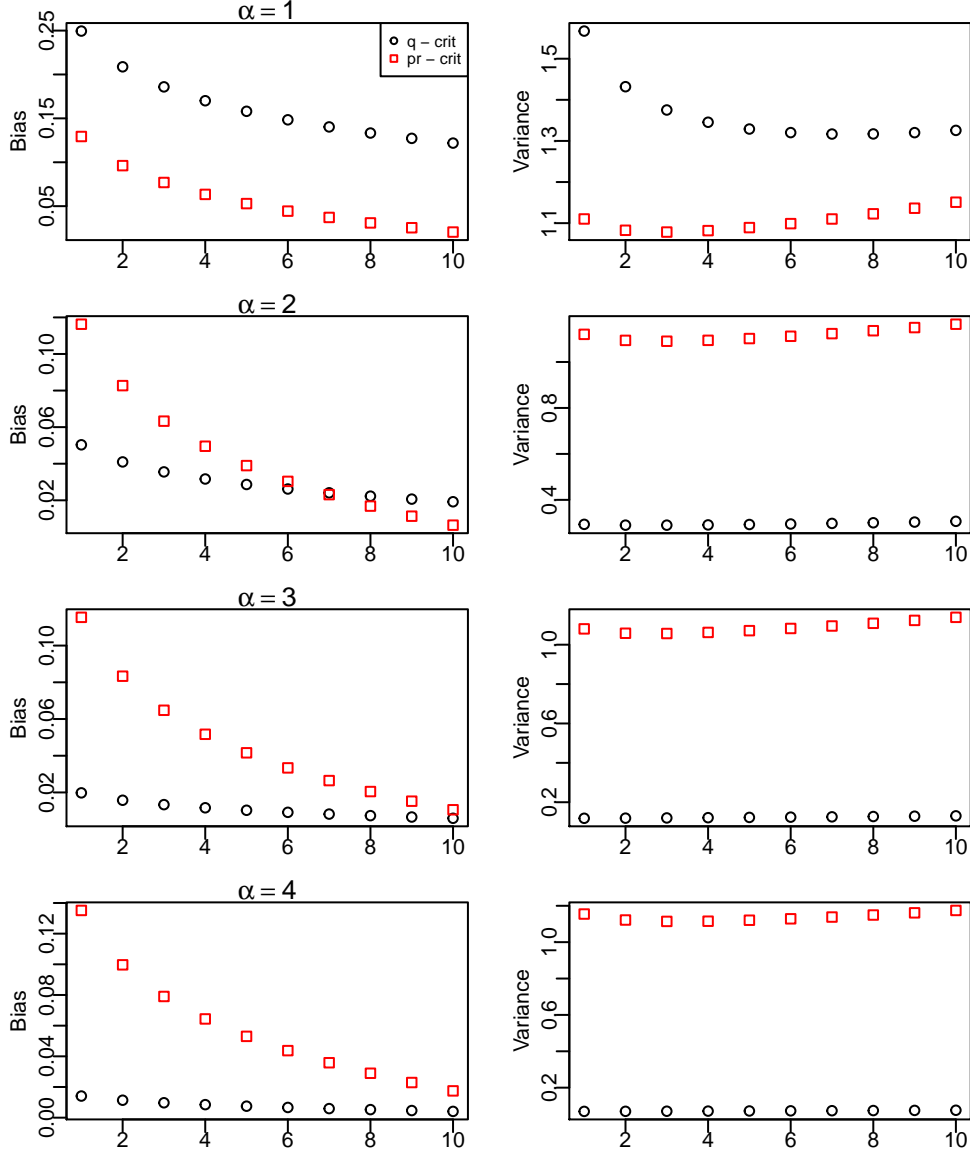 α = 1
0.05 0.15 0.25
Bias
q − crit
pr − crit
2 4 6 8 10
1.1 1.3 1.5
Variance
2 4 6 8 10
α = 2
0.02 0.06 0.10
Bias
2 4 6 8 10
0.4 0.8
Variance
2 4 6 8 10
α = 3
0.02 0.06 0.10
Bias
2 4 6 8 10
0.2 0.6 1.0
Variance
2 4 6 8 10
α = 4
0.00 0.04 0.08 0.12
Bias
2 4 6 8 10
0.2 0.6 1.0
Variance
2 4 6 8 10